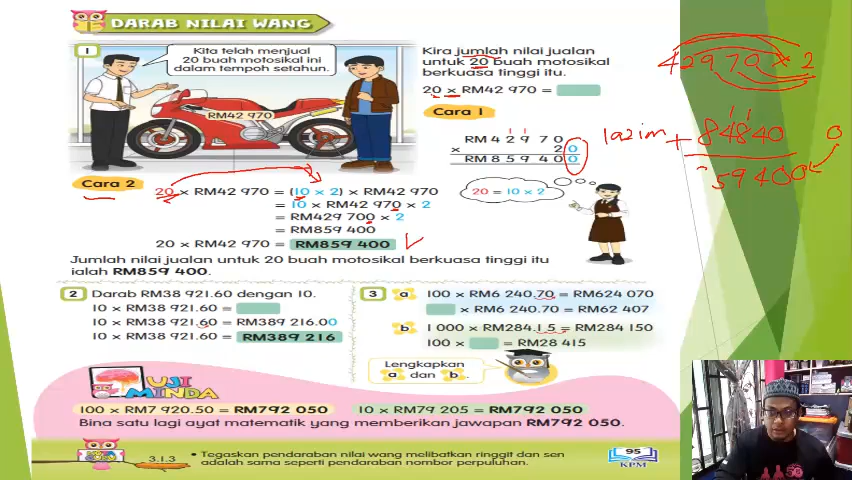 DARAB NILAI WANG
1
Kita telah menjual
20 buah motosikal ini
dalam tempoh setahun.
RM42 970
Kira jumlah nilai jualan
untuk 20 buah motosikal
berkuasa tinggi itu.
20 × RM42 970 =
Cara 1
1 1
RM 4 2 9 7 0
× 2 0
RM 8 5 9 4 0 0
20 = 10 × 2
Cara 2
20 × RM42 970 = (10 × 2) × RM42 970
= 10 × RM42 970 × 2
= RM429 700 × 2
= RM859 400
20 × RM42 970 = RM859 400
Jumlah nilai jualan untuk 20 buah motosikal berkuasa tinggi itu
ialah RM859 400.
2 Darab RM38 921.60 dengan 10.
10 × RM38 921.60 =
10 × RM38 921.60 = RM389 216.00
10 × RM38 921.60 = RM389 216
3 a 100 × RM6 240.70 = RM624 070
× RM6 240.70 = RM62 407
b 1 000 × RM284.15 = RM284 150
100 × = RM28 415
Lengkapkan
a dan b.
UJI
MINDA
100 × RM7 920.50 = RM792 050
10 × RM79 205 = RM792 050
Bina satu lagi ayat matematik yang memberikan jawapan RM792 050.
3.1.3
• Tegaskan pendaraban nilai wang melibatkan ringgit dan sen
adalah sama seperti pendaraban nombor perpuluhan.
95
KPM
42970 × 2
1 1
lazim + 84840 0
859400